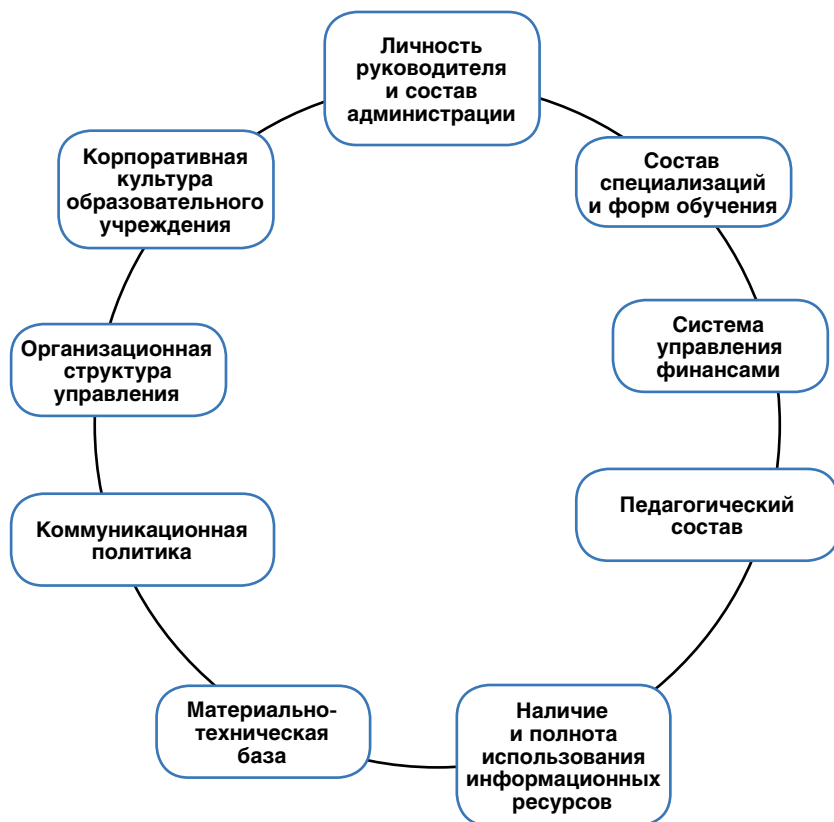 Личность
руководителя
и состав
администрации
Состав
специализаций
и форм обучения
Система
управления
финансами
Педагогический
состав
Наличие
и полнота
использования
информационных
ресурсов
Материально-
техническая
база
Коммуникационная
политика
Организационная
структура
управления
Корпоративная
культура
образовательного
учреждения